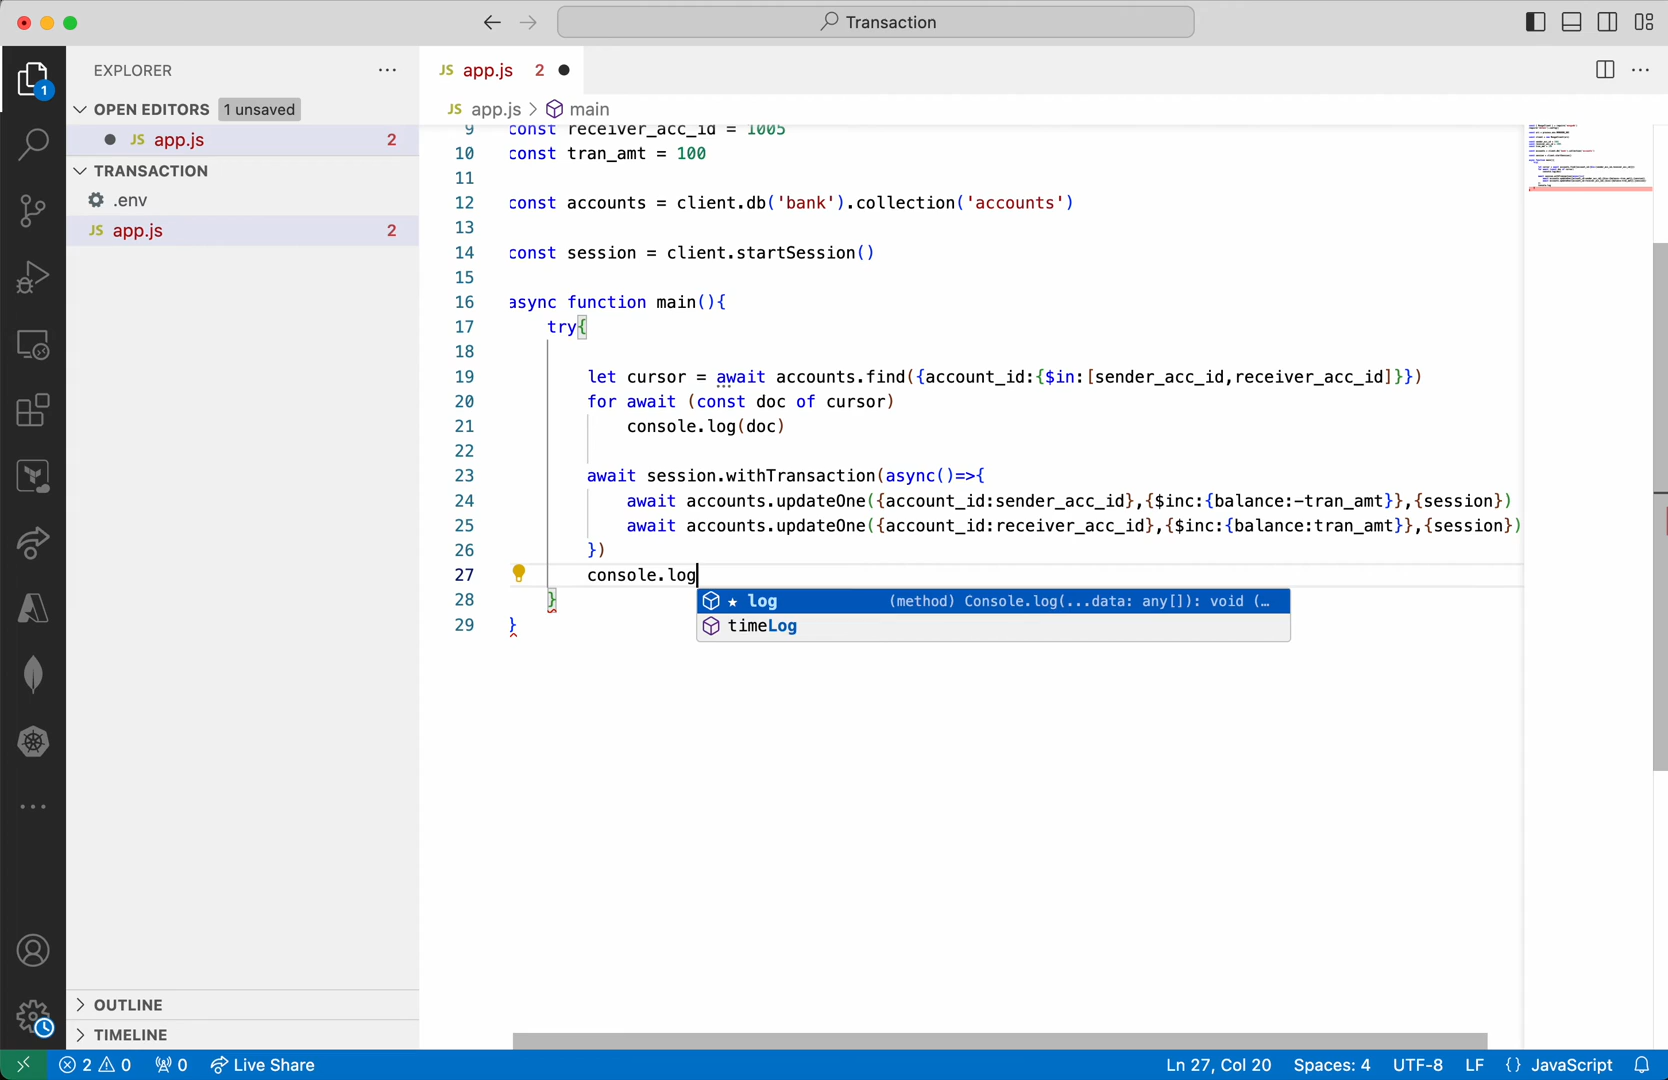 Transaction
EXPLORER
OPEN EDITORS 1 unsaved
JS app.js 2
TRANSACTION
.env
JS app.js 2
OUTLINE
TIMELINE
1
JS app.js 2
JS app.js > main
9 const receiver_acc_id = 1005
10 const tran_amt = 100
11
12 const accounts = client.db('bank').collection('accounts')
13
14 const session = client.startSession()
15
16 async function main(){
17 try{
18
19 let cursor = await accounts.find({account_id:{$in:[sender_acc_id,receiver_acc_id]}})
20 for await (const doc of cursor)
21 console.log(doc)
22
23 await session.withTransaction(async()=>{
24 await accounts.updateOne({account_id:sender_acc_id},{$inc:{balance:-tran_amt}},{session})
25 await accounts.updateOne({account_id:receiver_acc_id},{$inc:{balance:tran_amt}},{session})
26 })
27 console.log
28 }
29 }
log (method) Console.log(...data: any[]): void (…
timeLog
2 0 0 Live Share Ln 27, Col 20 Spaces: 4 UTF-8 LF {} JavaScript